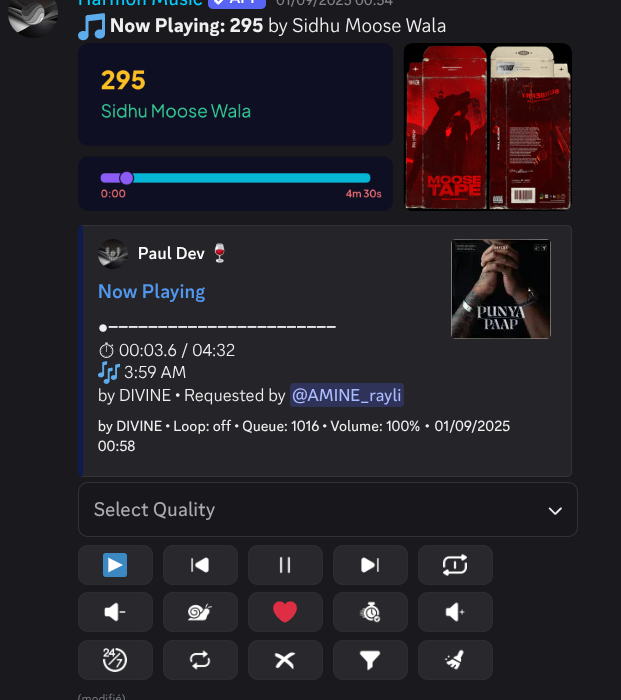 Harmon Music ✓ APP 01/09/2025 00:54
🎵 Now Playing: 295 by Sidhu Moose Wala
295
Sidhu Moose Wala
0:00
4m 30s
MOOSE
TAPE
Paul Dev 🍷
Now Playing
PUNYA
PAAP
⏱ 00:03.6 / 04:32
🎶 3:59 AM
by DIVINE • Requested by @AMINE_rayli
by DIVINE • Loop: off • Queue: 1016 • Volume: 100% • 01/09/2025
00:58
Select Quality
24/7
(modifié)